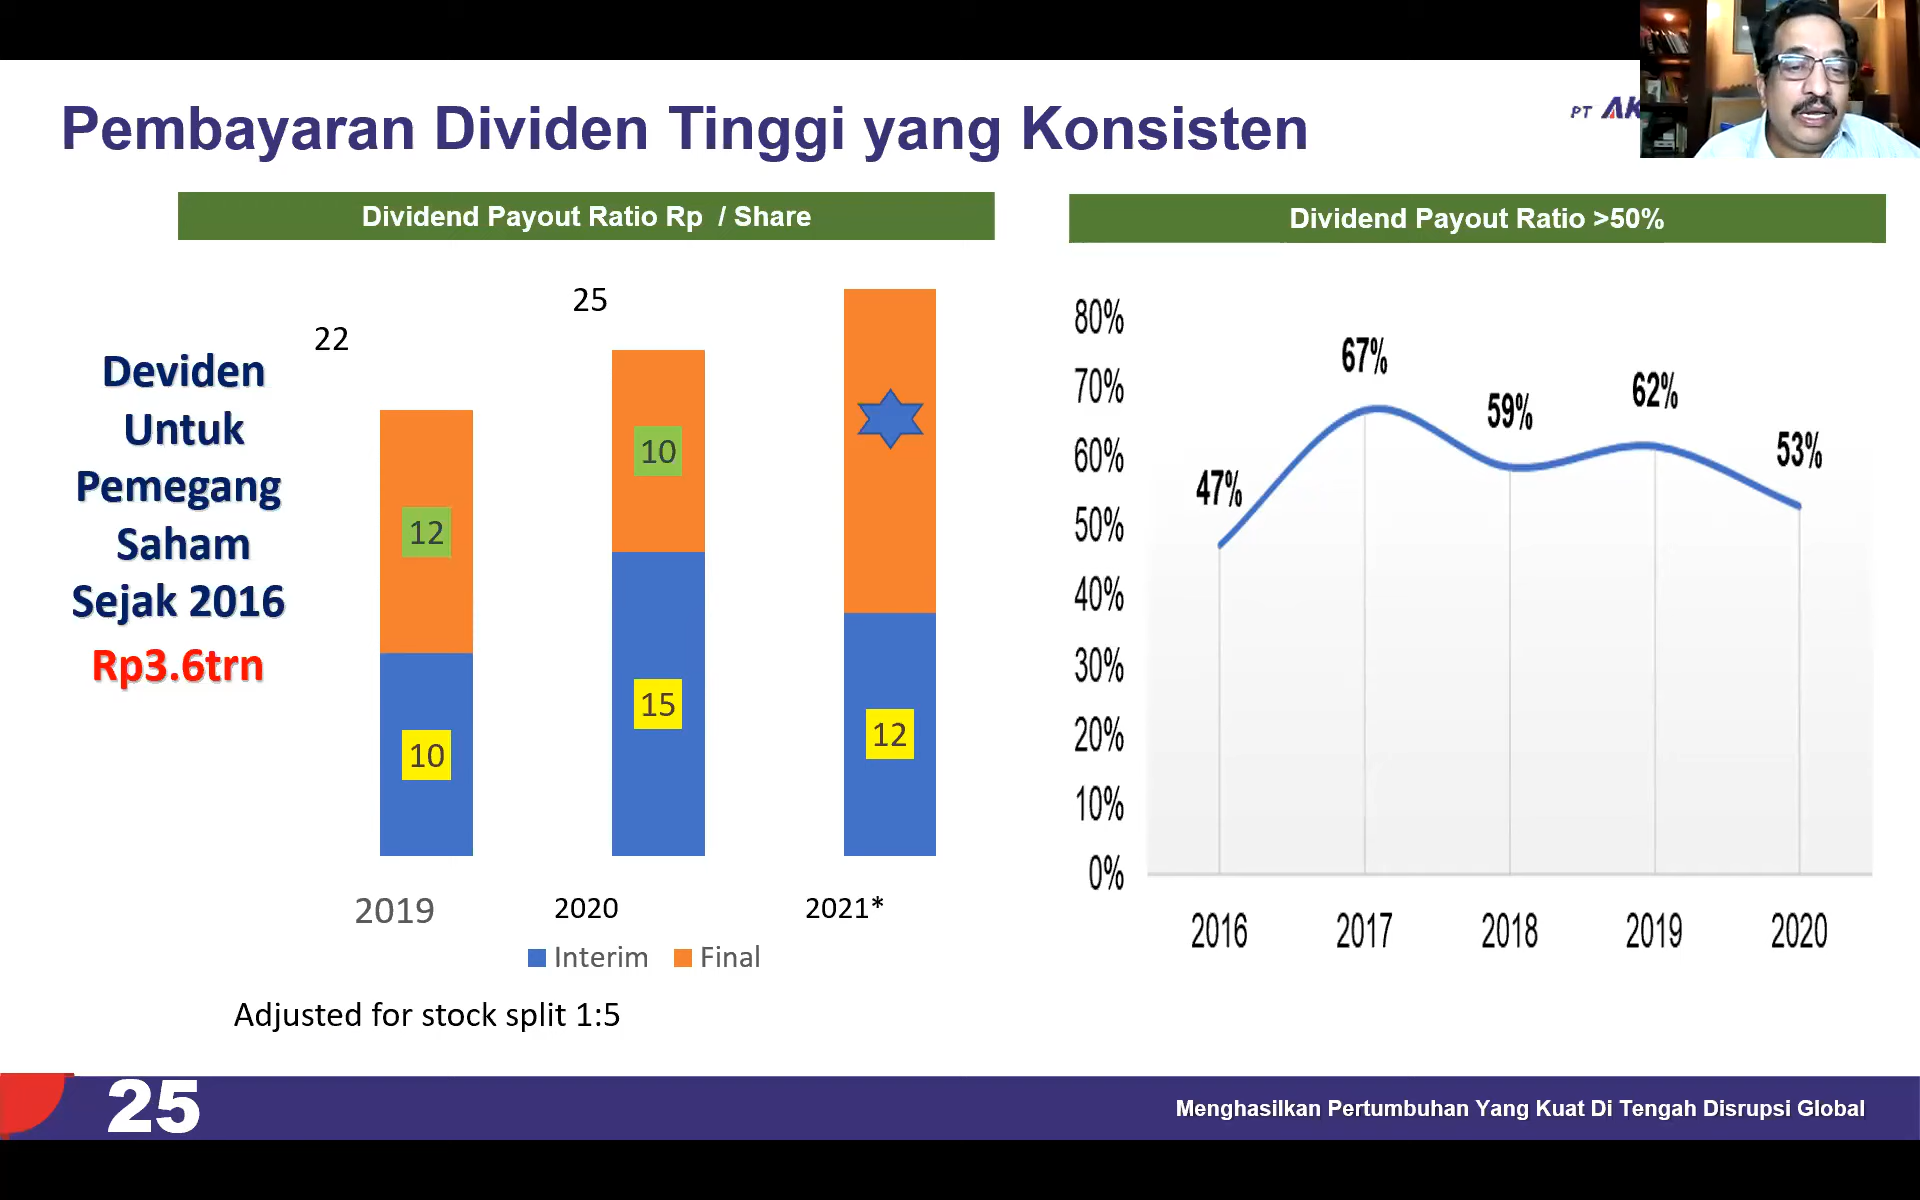 Pembayaran Dividen Tinggi yang Konsisten
PT AK
Dividend Payout Ratio Rp / Share
Deviden
Untuk
Pemegang
Saham
Sejak 2016
Rp3.6trn
22
25
12
10
10
15
12
2019
2020
2021*
Interim
Final
Adjusted for stock split 1:5
Dividend Payout Ratio >50%
80%
70%
60%
50%
40%
30%
20%
10%
0%
47%
67%
59%
62%
53%
2016
2017
2018
2019
2020
25
Menghasilkan Pertumbuhan Yang Kuat Di Tengah Disrupsi Global